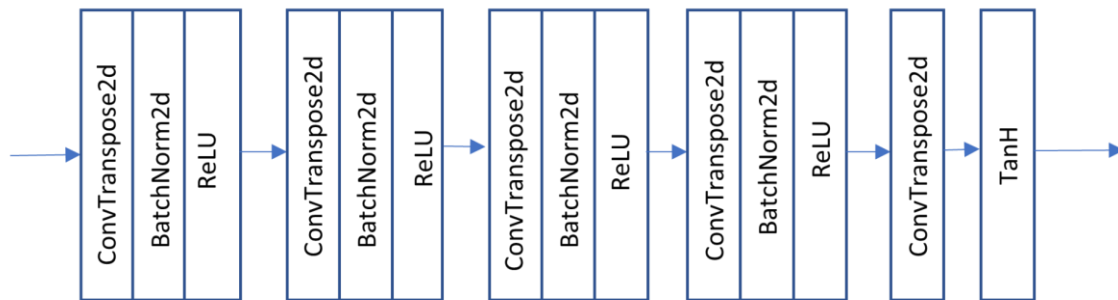 ConvTranspose2d
BatchNorm2d
ReLU
ConvTranspose2d
BatchNorm2d
ReLU
ConvTranspose2d
BatchNorm2d
ReLU
ConvTranspose2d
BatchNorm2d
ReLU
ConvTranspose2d
TanH